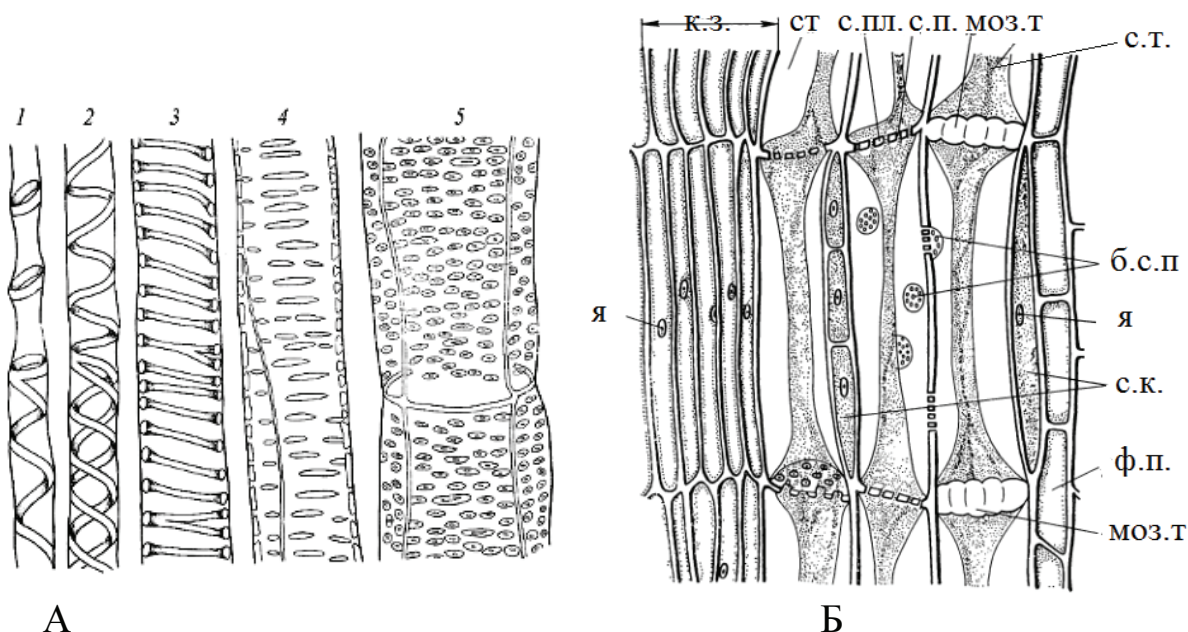 1 2 3 4 5
А
к.з. ст с.пл. с.п. моз.т
с.т.
б.с.п
я я
с.к.
ф.п.
моз.т
Б